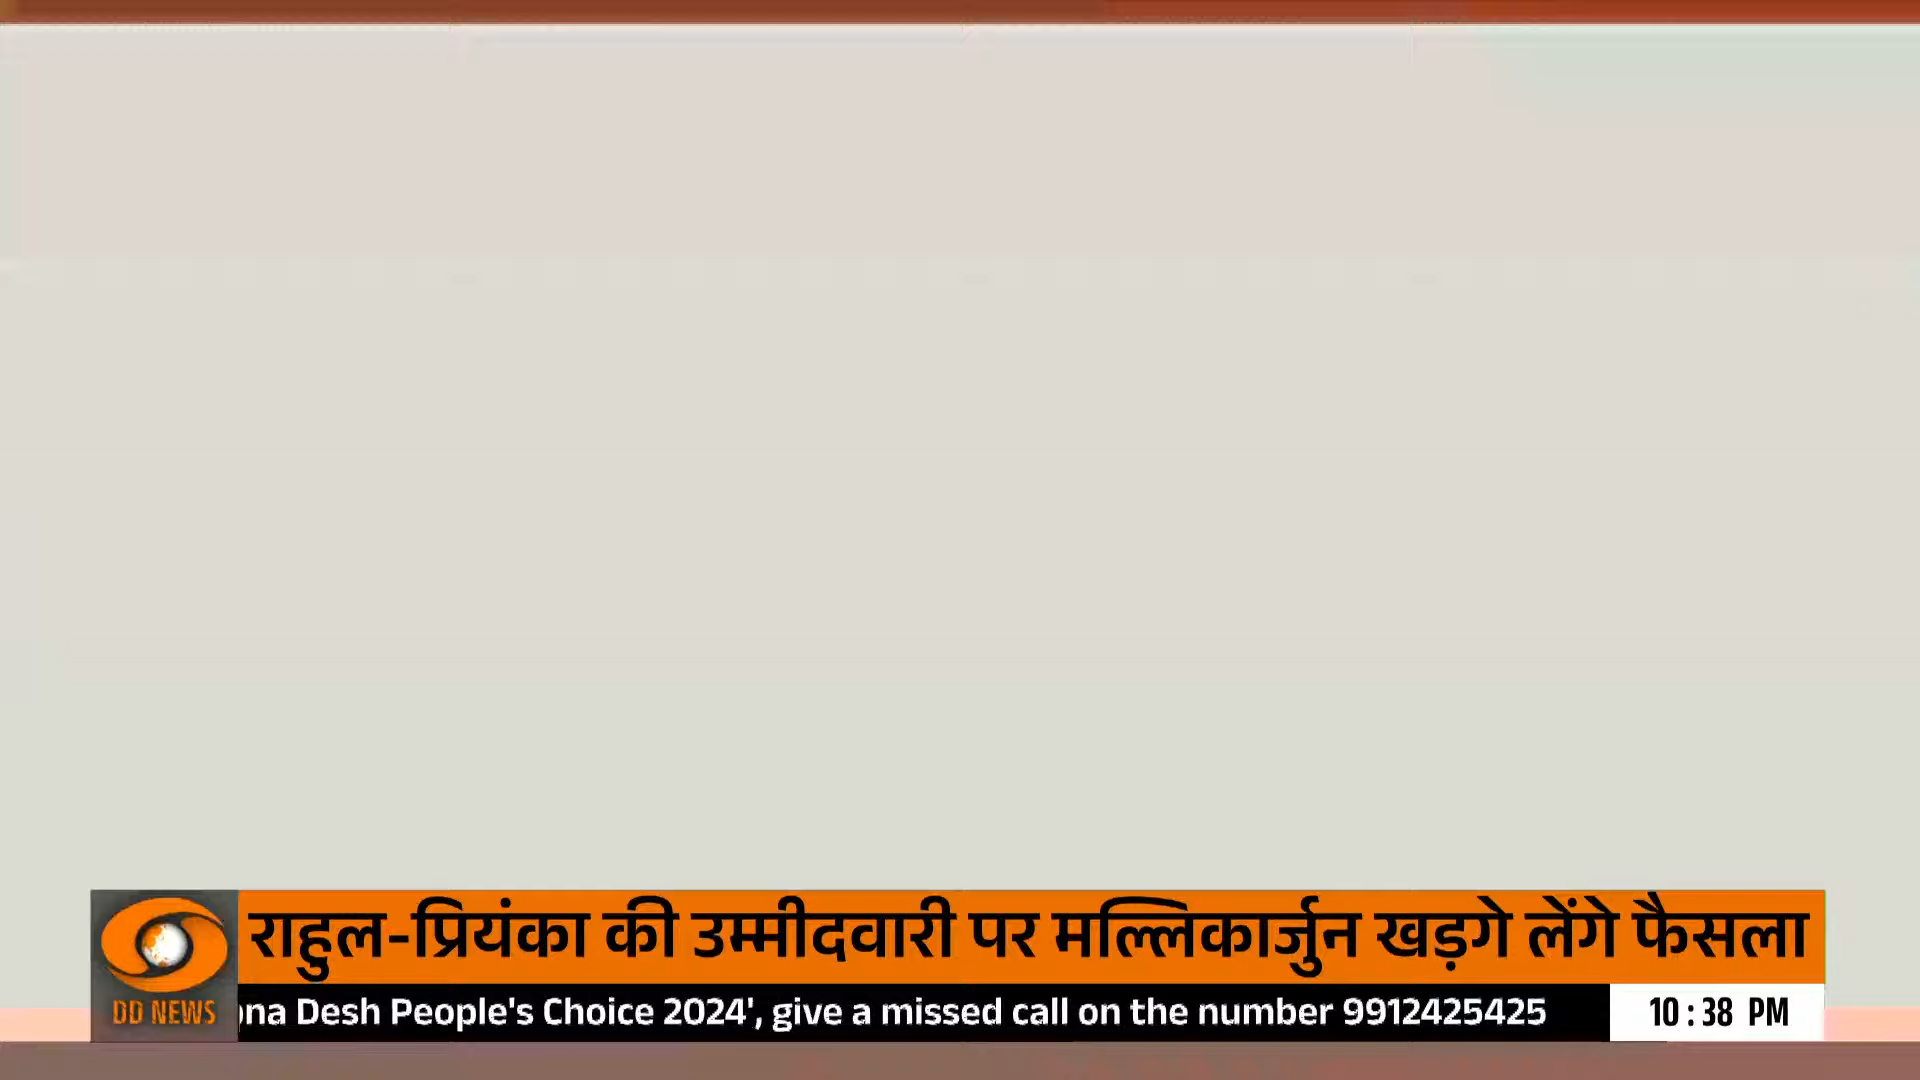 राहुल-प्रियंका की उम्मीदवारी पर मल्लिकार्जुन खड़गे लेंगे फैसला
DD NEWS
Desh People's Choice 2024', give a missed call on the number 9912425425
10:38 PM